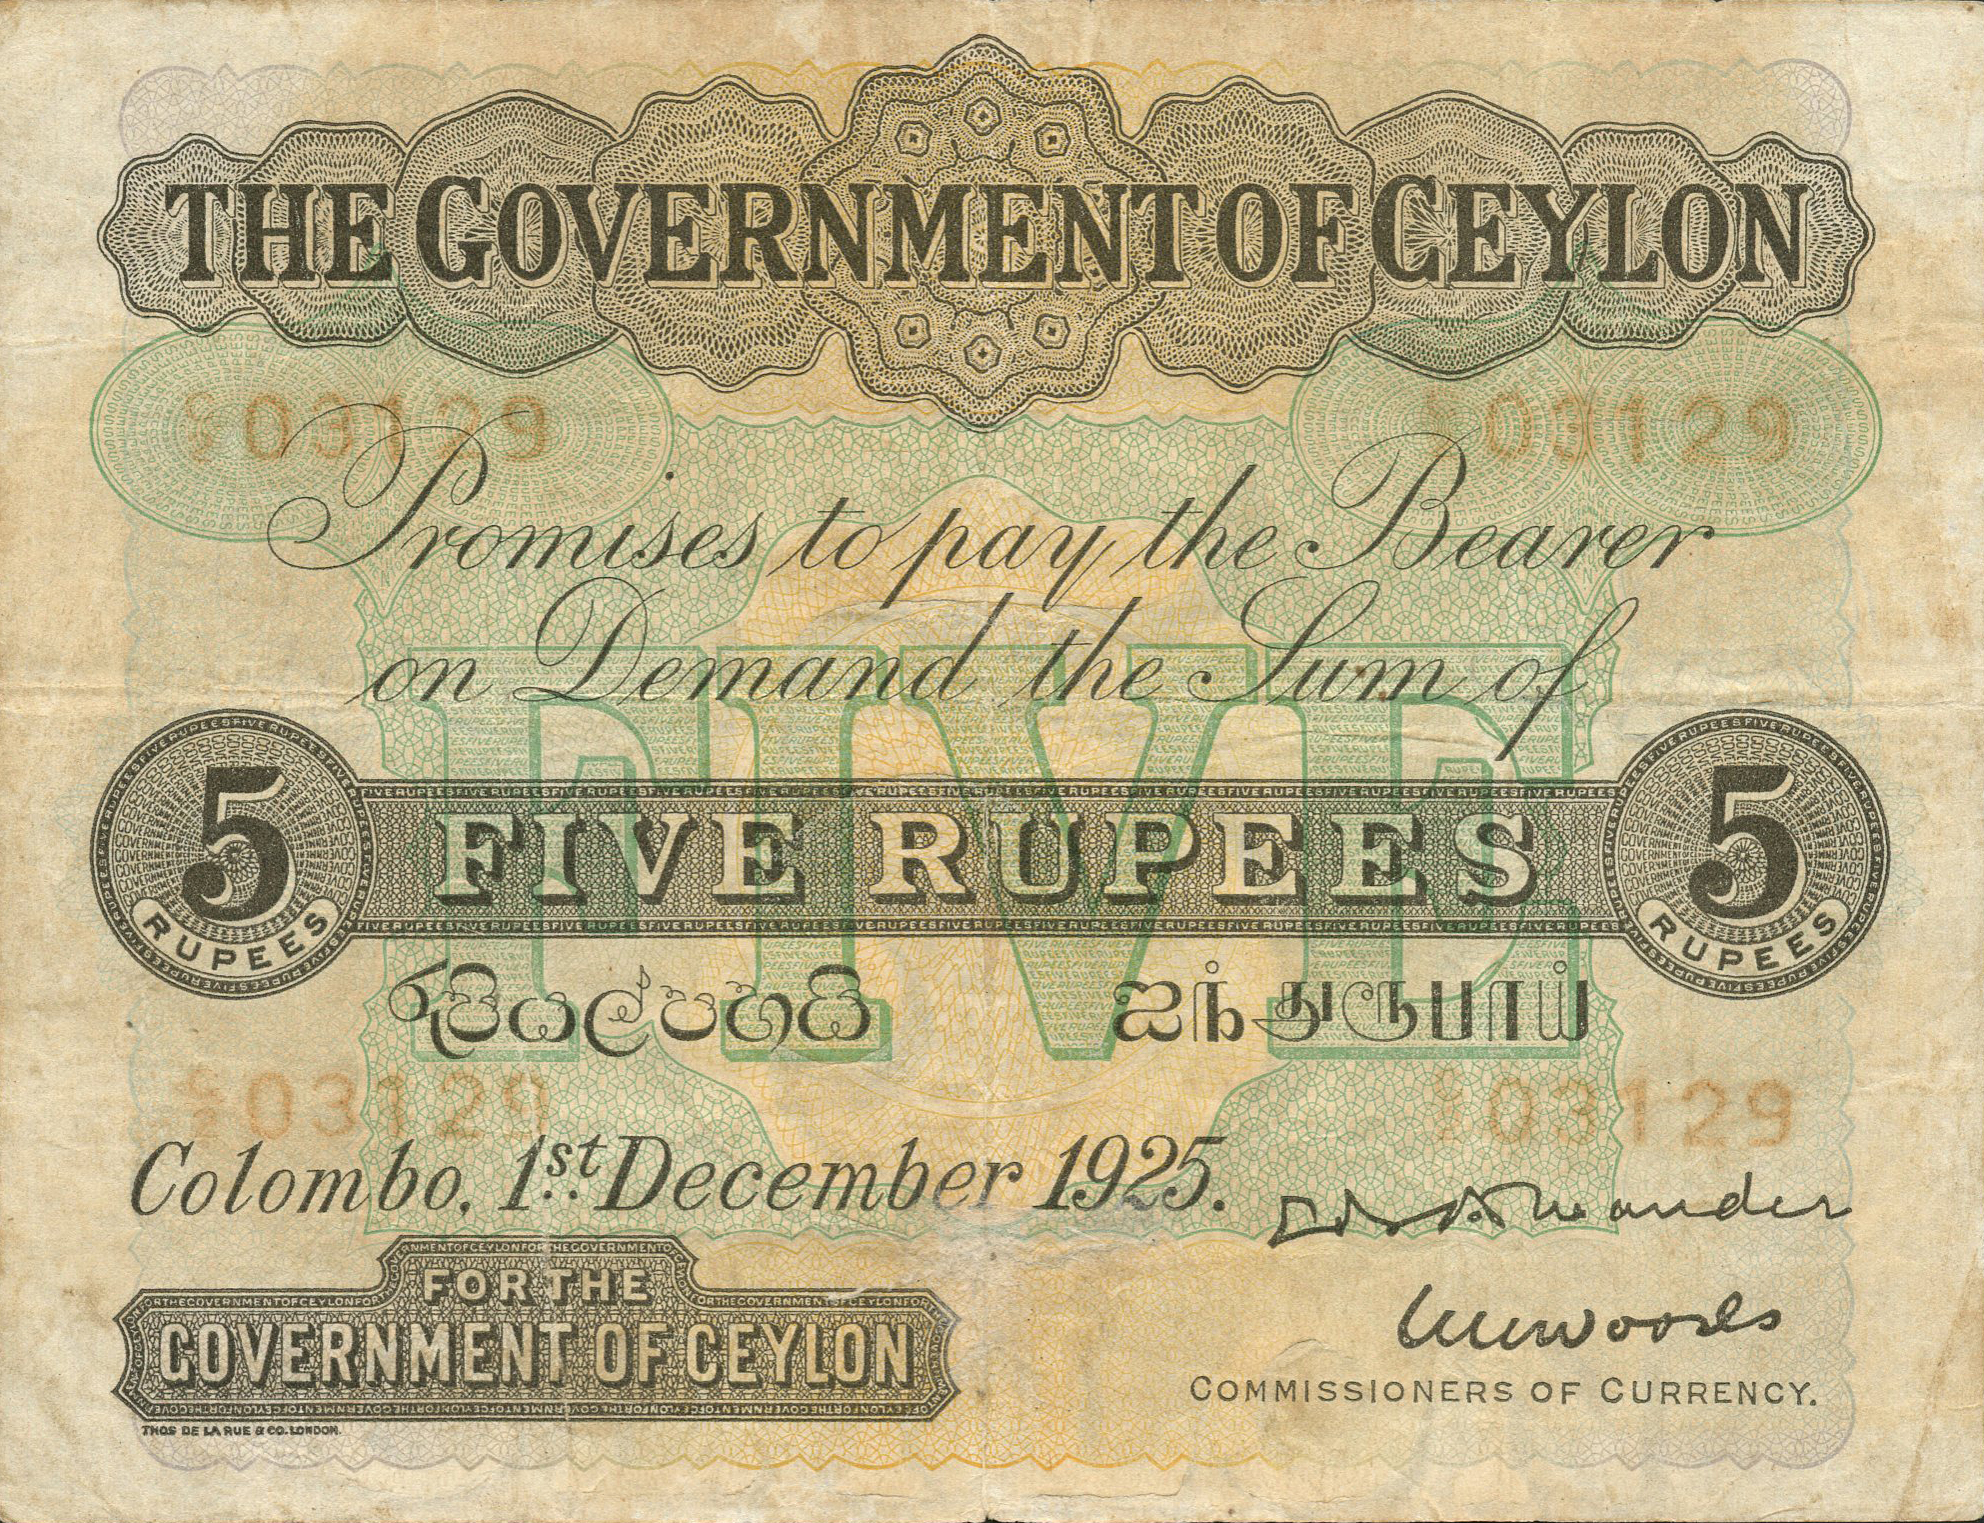 THE GOVERNMENT OF CEYLON
03129 03129
Promises to pay the Bearer
on Demand the Sum of
5 RUPEES FIVE RUPEES 5 RUPEES
රුපියල් පහයි ஐந்துரூபாய்
03129 03129
Colombo, 1st December 1925.
FOR THE
GOVERNMENT OF CEYLON
W W Woods
COMMISSIONERS OF CURRENCY.
THOS DE LA RUE & CO. LONDON.